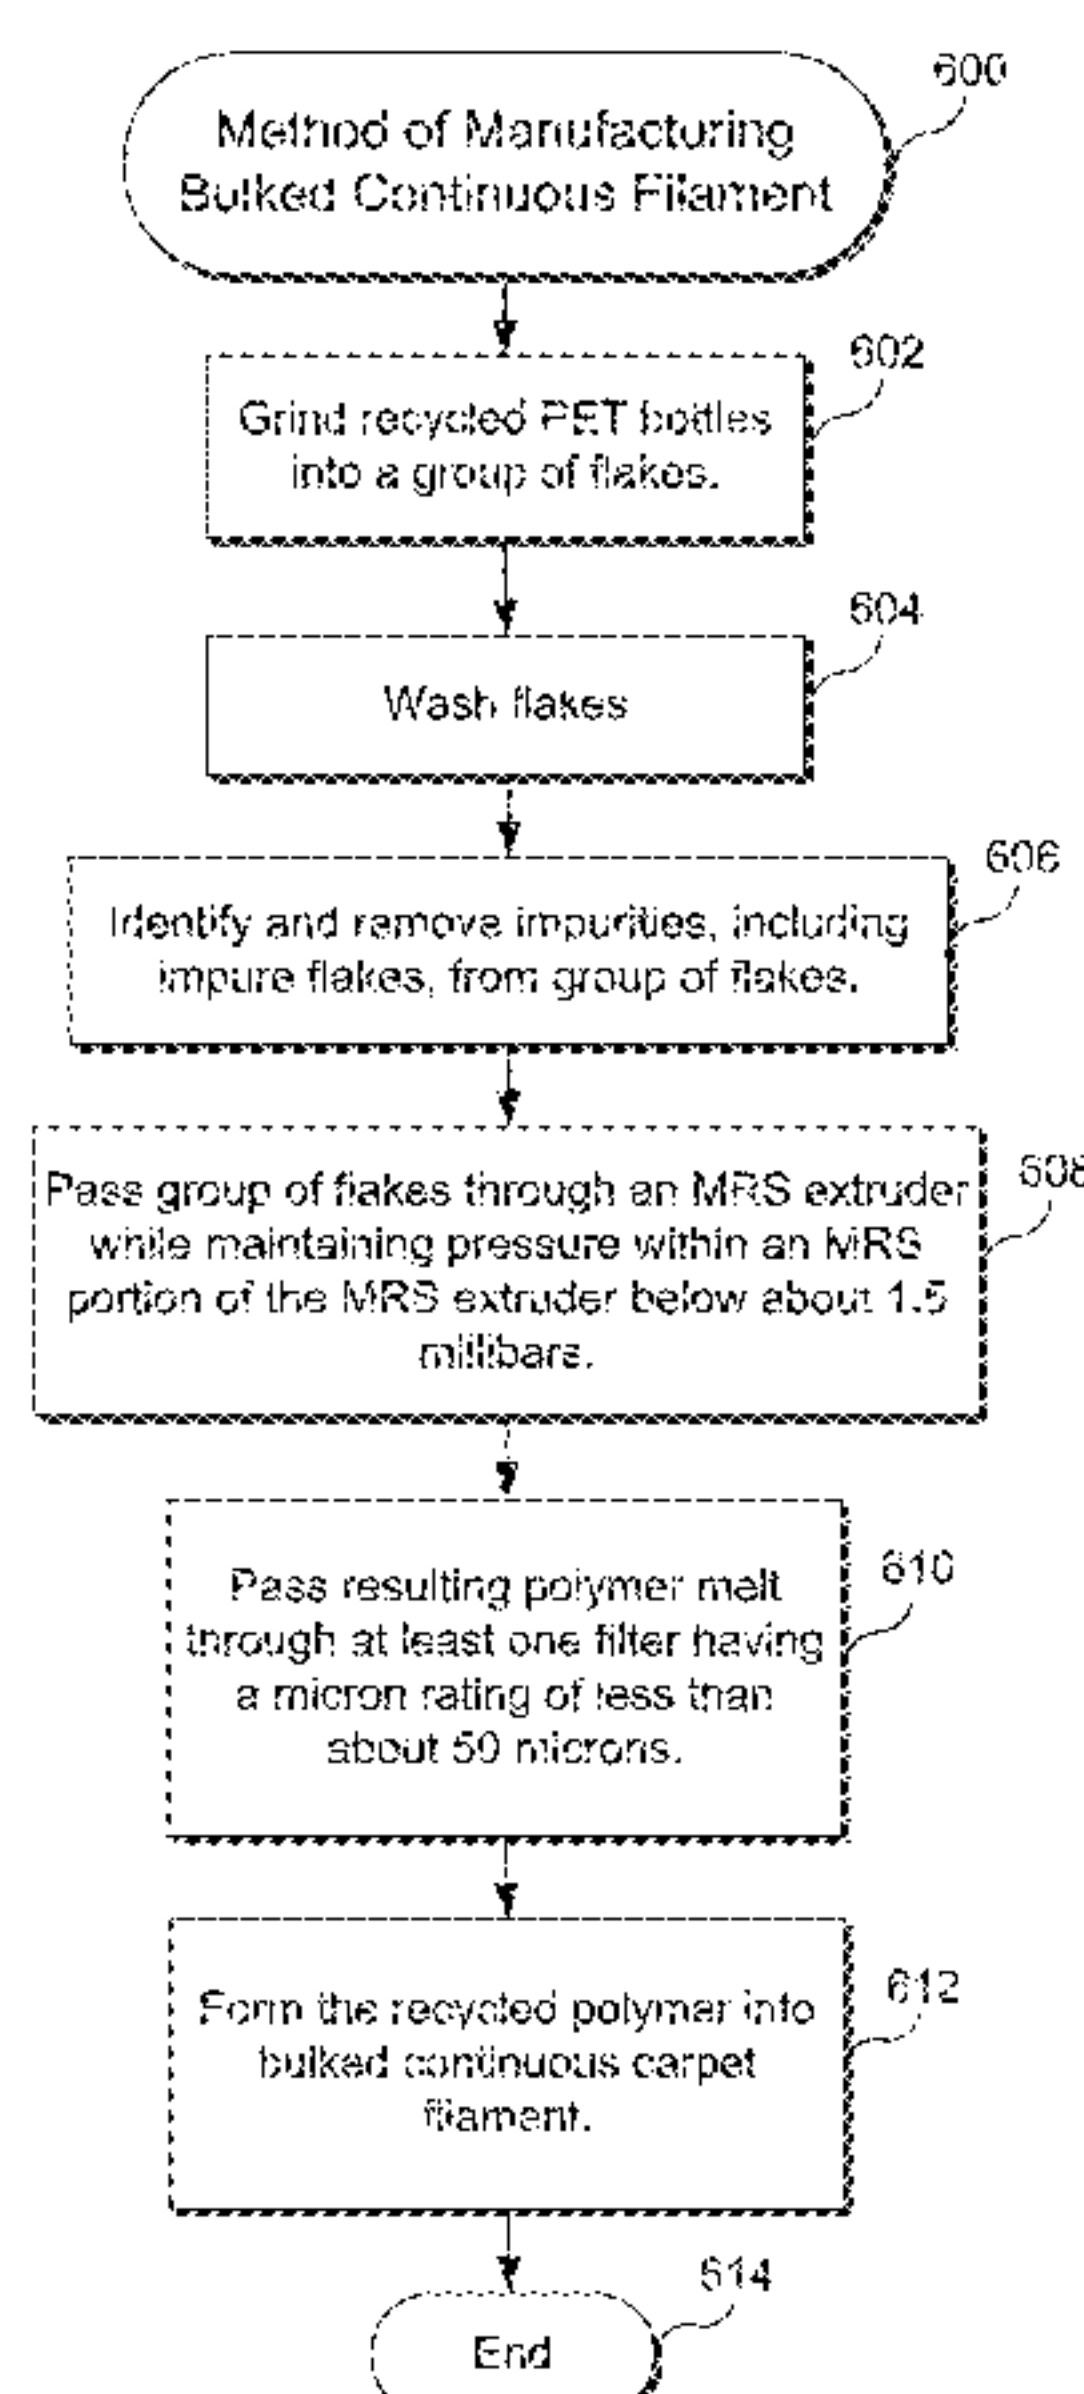 600
Method of Manufacturing
Bulked Continuous Filament
602
Grind recycled PET bottles
into a group of flakes.
604
Wash flakes
606
Identify and remove impurities, including
impure flakes, from group of flakes.
608
Pass group of flakes through an MRS extruder
while maintaining pressure within an MRS
portion of the MRS extruder below about 1.5
millibars.
610
Pass resulting polymer melt
through at least one filter having
a micron rating of less than
about 50 microns.
612
Form the recycled polymer into
bulked continuous carpet
filament.
614
End